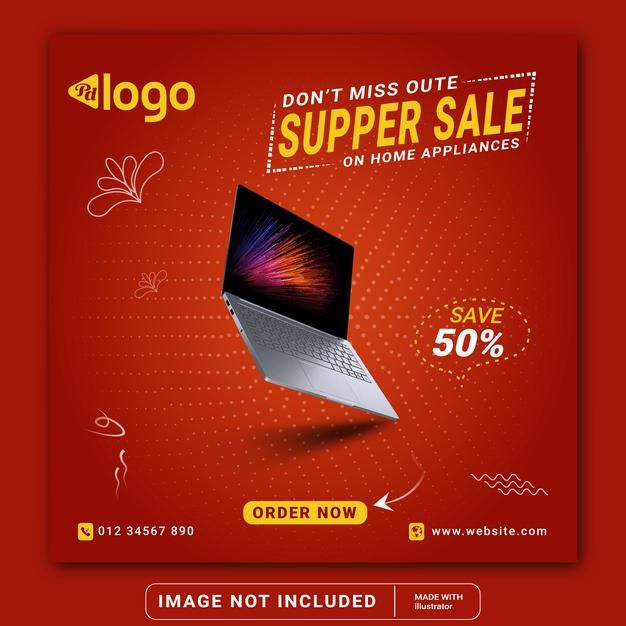 Pd logo
DON'T MISS OUTE
SUPPER SALE
ON HOME APPLIANCES
SAVE
50%
ORDER NOW
012 34567 890
www.website.com
IMAGE NOT INCLUDED
MADE WITH
illustrator